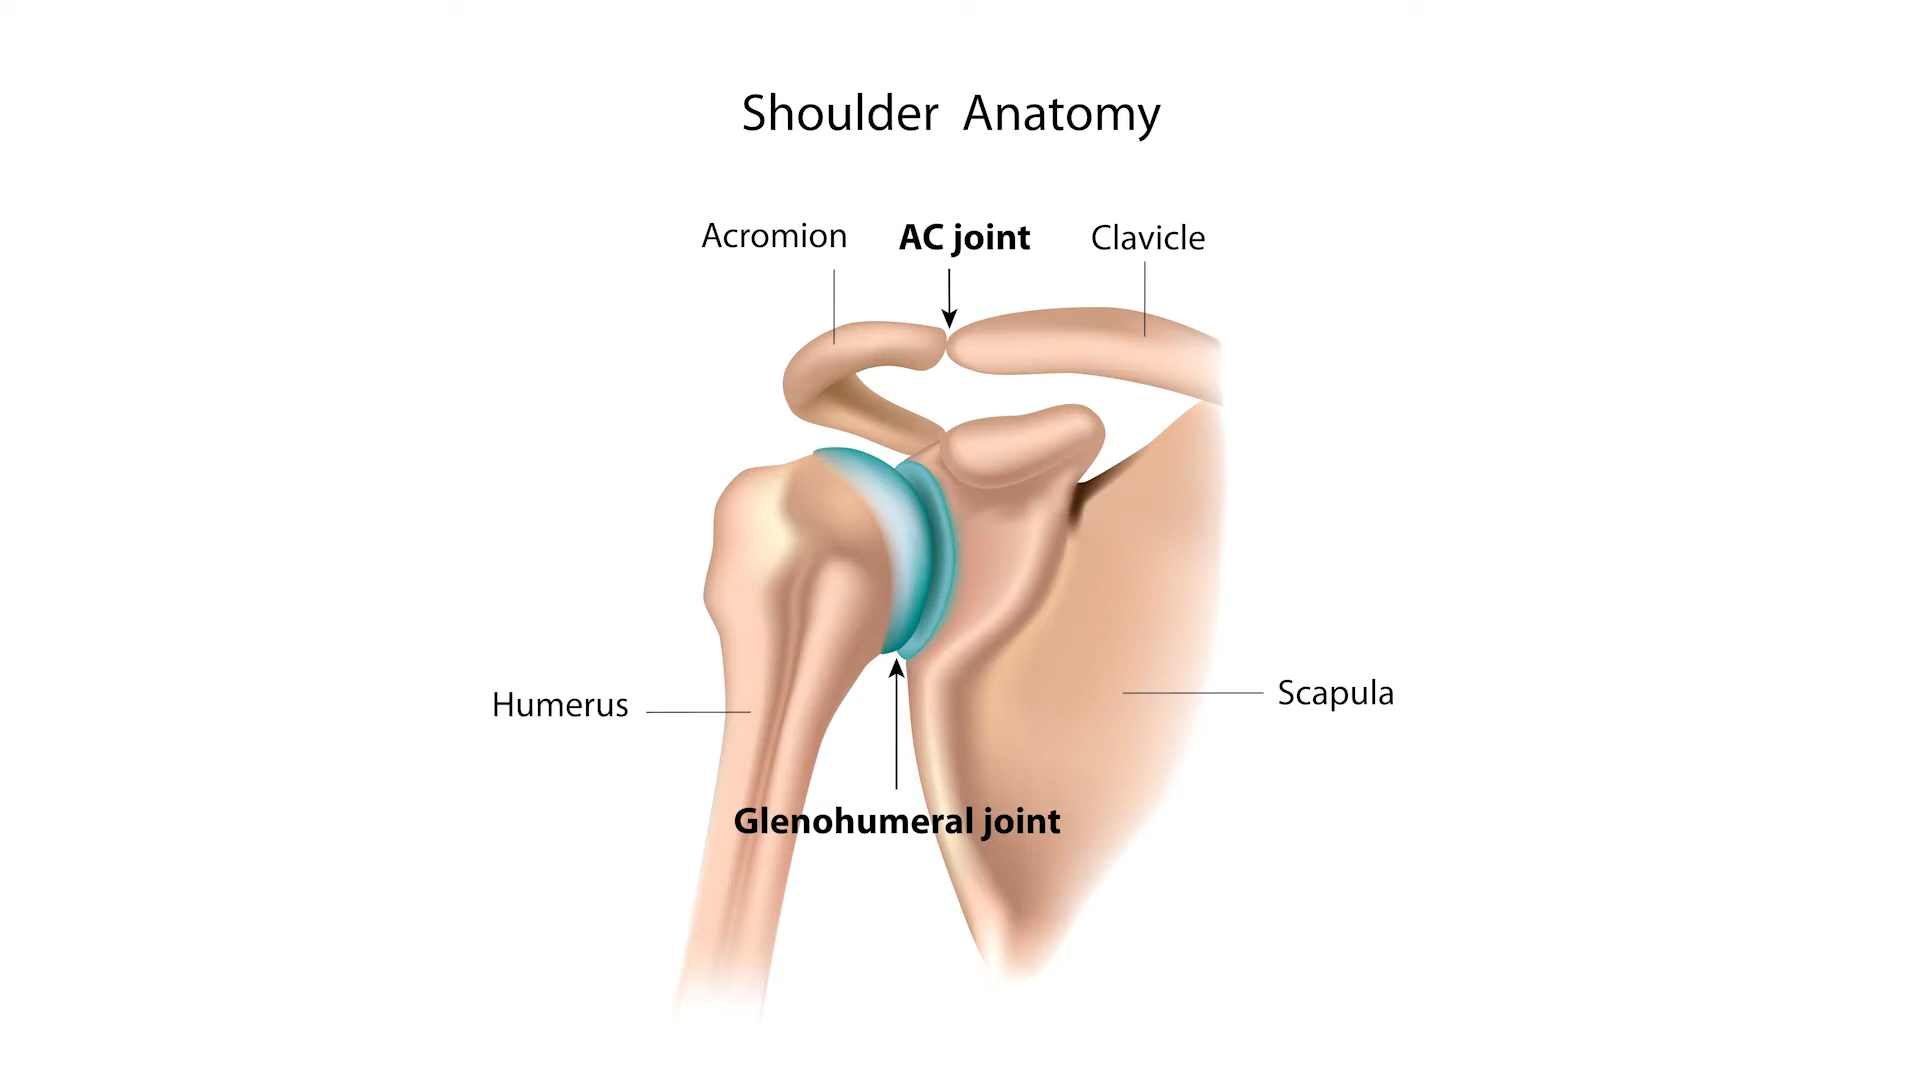 Shoulder Anatomy
Acromion
AC joint
Clavicle
Humerus
Scapula
Glenohumeral joint